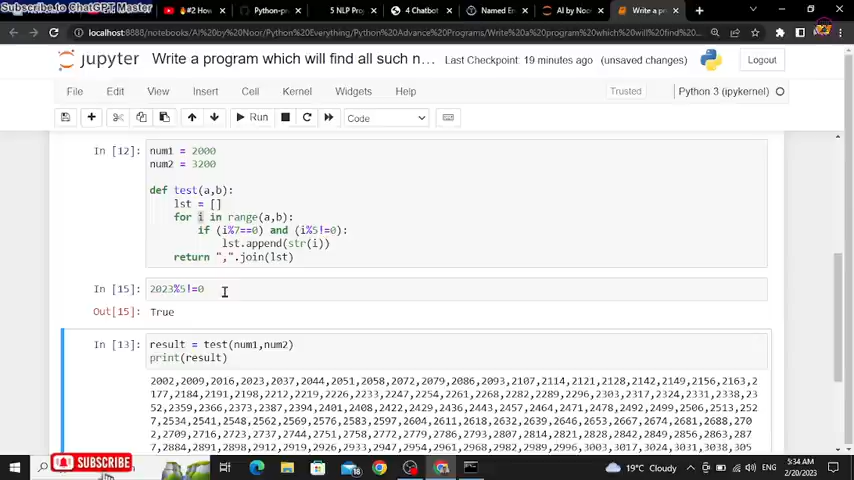 Subscribe to ChatGPT Master
#2 How
Python-pr
5 NLP Pro
4 Chatbot
Named En
AI by Noo
Write a pr
localhost:8888/notebooks/AI%20by%20Noor/Python%20Everything/Python%20Advance%20Programs/Write%20a%20program%20which%20will%20find%
jupyter Write a program which will find all such n... Last Checkpoint: 19 minutes ago (unsaved changes) Logout
File Edit View Insert Cell Kernel Widgets Help Trusted Python 3 (ipykernel)
Run Code
In [12]: num1 = 2000
num2 = 3200
def test(a,b):
lst = []
for i in range(a,b):
if (i%7==0) and (i%5!=0):
lst.append(str(i))
return ",".join(lst)
In [15]: 2023%5!=0
Out[15]: True
In [13]: result = test(num1,num2)
print(result)
2002,2009,2016,2023,2037,2044,2051,2058,2072,2079,2086,2093,2107,2114,2121,2128,2142,2149,2156,2163,2
177,2184,2191,2198,2212,2219,2226,2233,2247,2254,2261,2268,2282,2289,2296,2303,2317,2324,2331,2338,23
52,2359,2366,2373,2387,2394,2401,2408,2422,2429,2436,2443,2457,2464,2471,2478,2492,2499,2506,2513,252
7,2534,2541,2548,2562,2569,2576,2583,2597,2604,2611,2618,2632,2639,2646,2653,2667,2674,2681,2688,270
2,2709,2716,2723,2737,2744,2751,2758,2772,2779,2786,2793,2807,2814,2821,2828,2842,2849,2856,2863,287
7,2884,2891,2898,2912,2919,2926,2933,2947,2954,2961,2968,2982,2989,2996,3003,3017,3024,3031,3038,305
SUBSCRIBE
18
19°C Cloudy
5:34 AM
2/20/2023